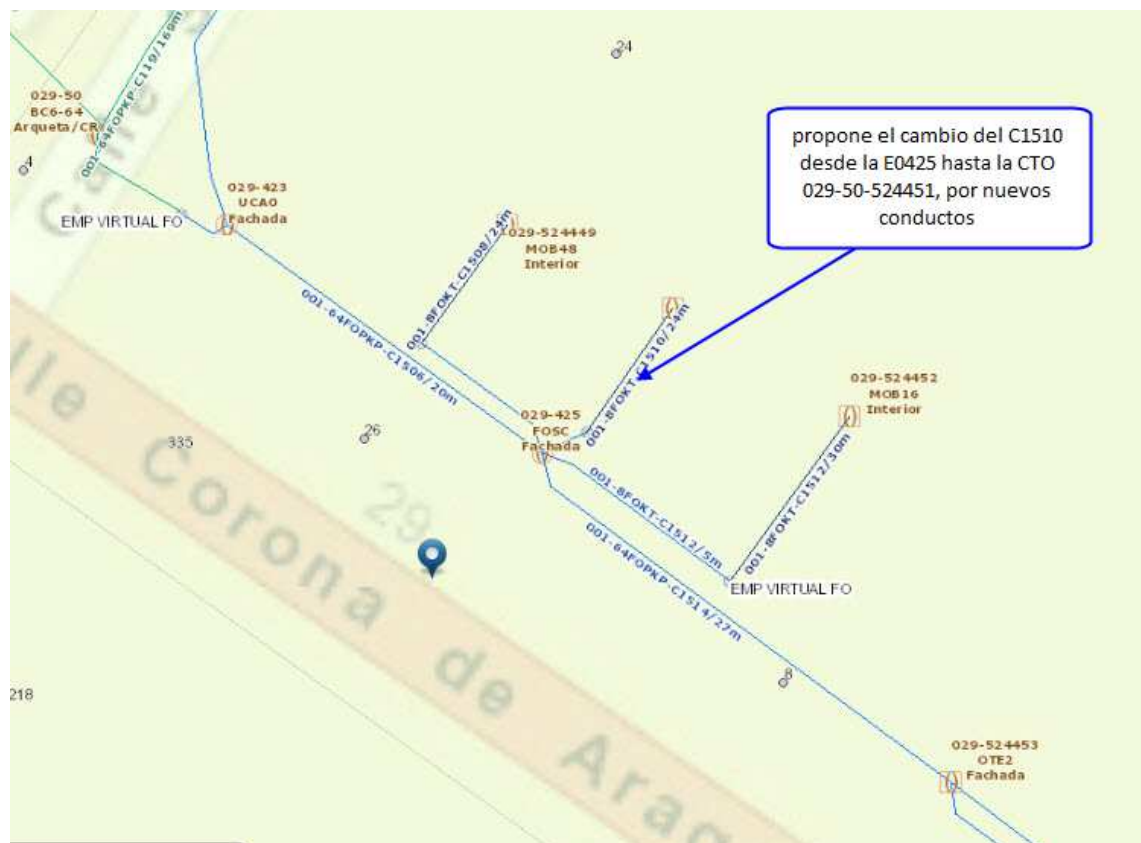 24
propone el cambio del C1510
desde la E0425 hasta la CTO
029-50-524451, por nuevos
conductos
001-64FOPKP-C119/169m
029-50
BC6-64
Arqueta/CR
4
Calle
029-423
UCAO
Fachada
EMP VIRTUAL FO
029-524449
MOB48
Interior
001-8FOKT-C1508/24m
001-64FOPKP-C1506/20m
001-8FOKT-C1510/24m
029-524452
MOB16
Interior
029-425
FOSC
Fachada
26
335
29
001-8FOKT-C1512/5m
001-8FOKT-C1512/30m
EMP VIRTUAL FO
001-64FOPKP-C1514/27m
lle Corona de Arag
8
218
029-524453
OTE2
Fachada